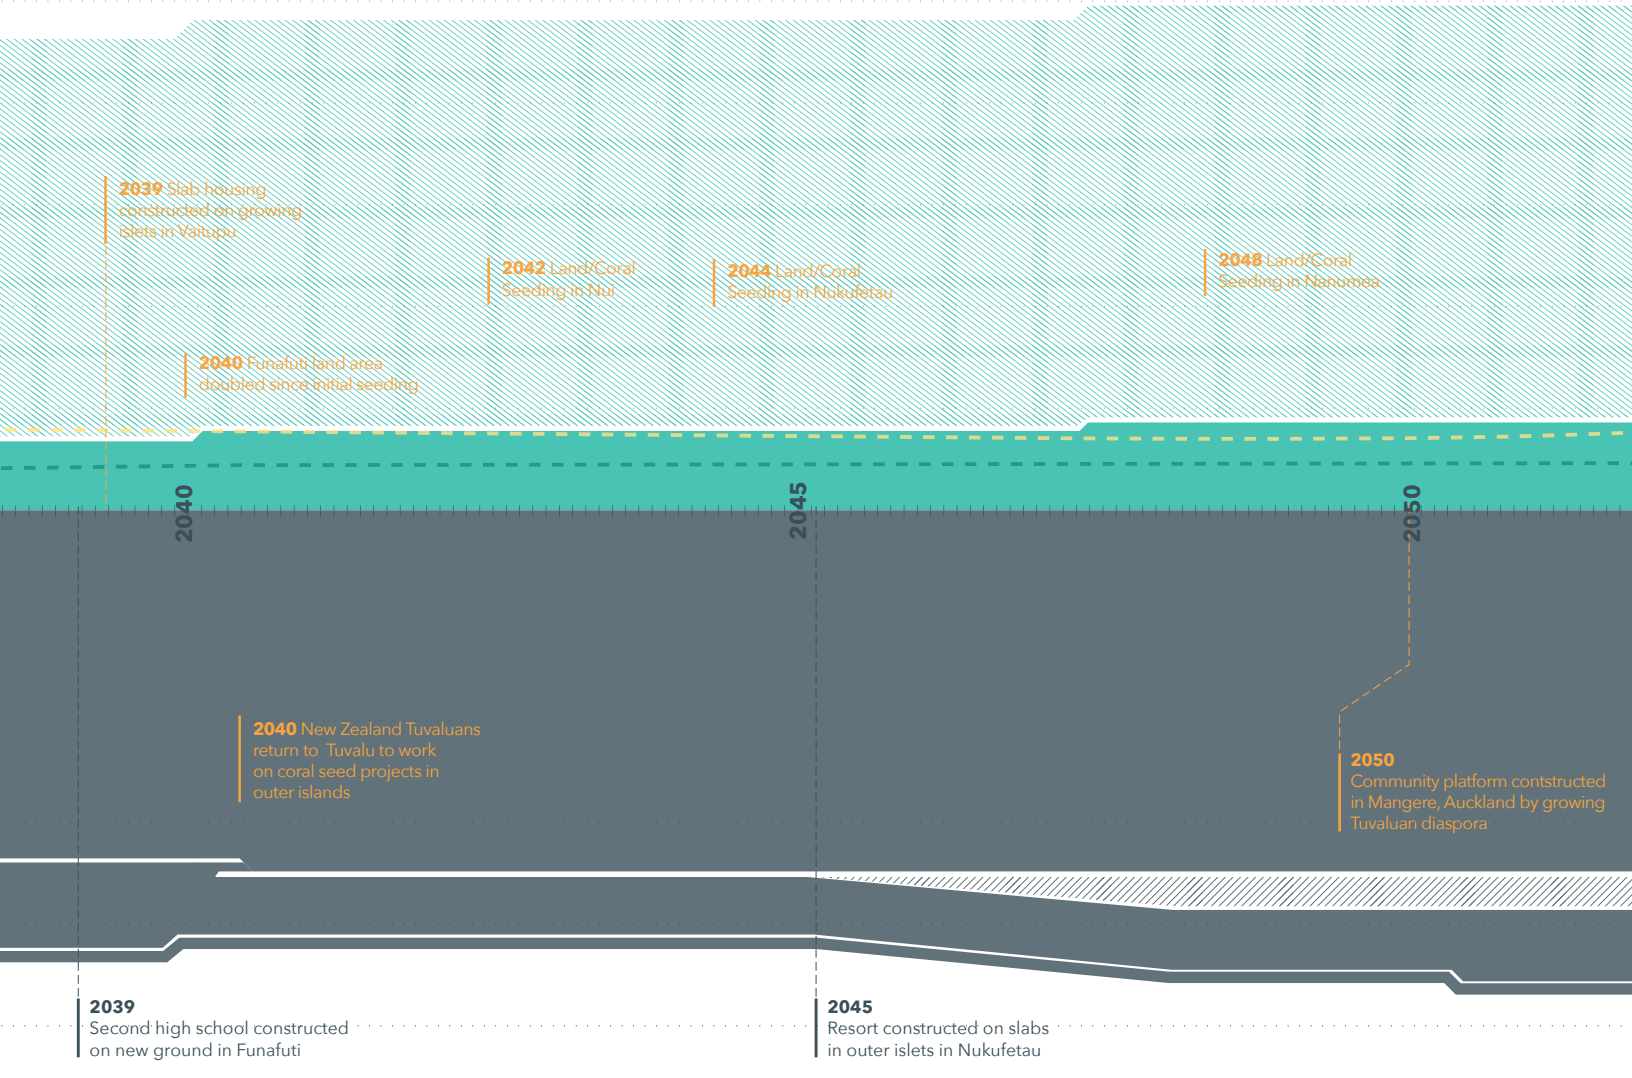 2039 Slab housing
constructed on growing
islets in Vaitupu
2042 Land/Coral
Seeding in Nui
2044 Land/Coral
Seeding in Nukufetau
2048 Land/Coral
Seeding in Nanumea
2040 Funafuti land area
doubled since initial seeding
2040
2045
2050
2040 New Zealand Tuvaluans
return to Tuvalu to work
on coral seed projects in
outer islands
2050
Community platform contstructed
in Mangere, Auckland by growing
Tuvaluan diaspora
2039
Second high school constructed
on new ground in Funafuti
2045
Resort constructed on slabs
in outer islets in Nukufetau